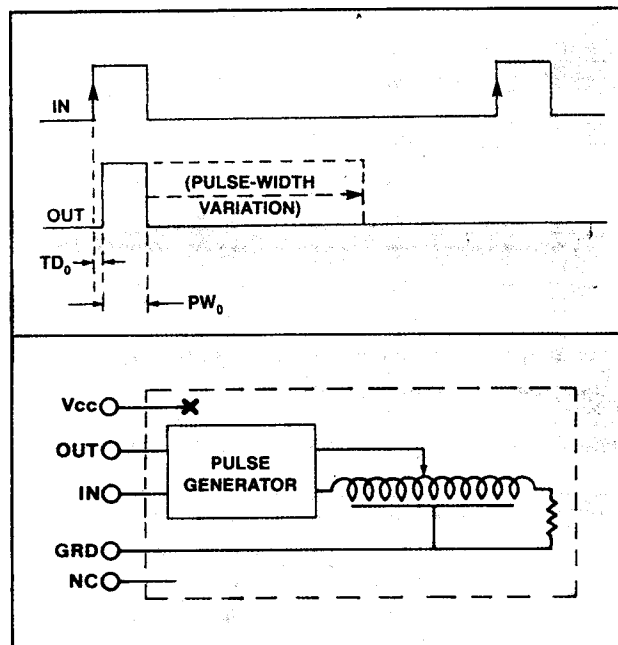 IN
(PULSE-WIDTH
VARIATION)
OUT
TD₀
PW₀
Vcc
OUT
PULSE
GENERATOR
IN
GRD
NC